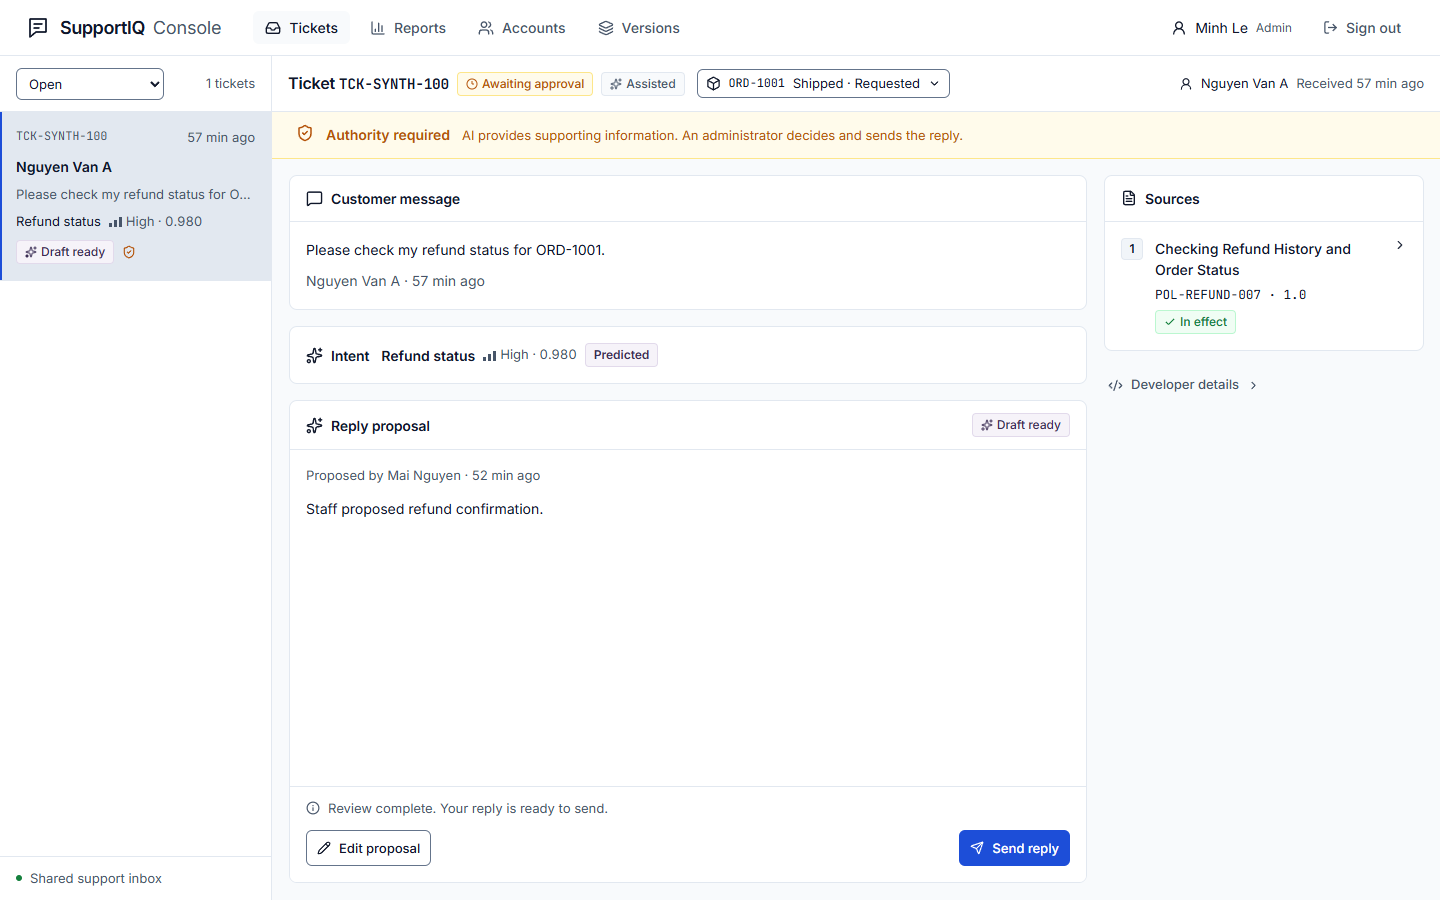 SupportIQ Console
Tickets
Reports
Accounts
Versions
Minh Le Admin
Sign out
Open
1 tickets
Ticket TCK-SYNTH-100
Awaiting approval
Assisted
ORD-1001 Shipped · Requested
Nguyen Van A Received 57 min ago
TCK-SYNTH-100
57 min ago
Nguyen Van A
Please check my refund status for O...
Refund status High · 0.980
Draft ready
Authority required AI provides supporting information. An administrator decides and sends the reply.
Customer message
Please check my refund status for ORD-1001.
Nguyen Van A · 57 min ago
Intent Refund status High · 0.980 Predicted
Reply proposal
Draft ready
Proposed by Mai Nguyen · 52 min ago
Staff proposed refund confirmation.
Review complete. Your reply is ready to send.
Edit proposal
Send reply
Sources
1
Checking Refund History and
Order Status
POL-REFUND-007 · 1.0
In effect
Developer details
Shared support inbox